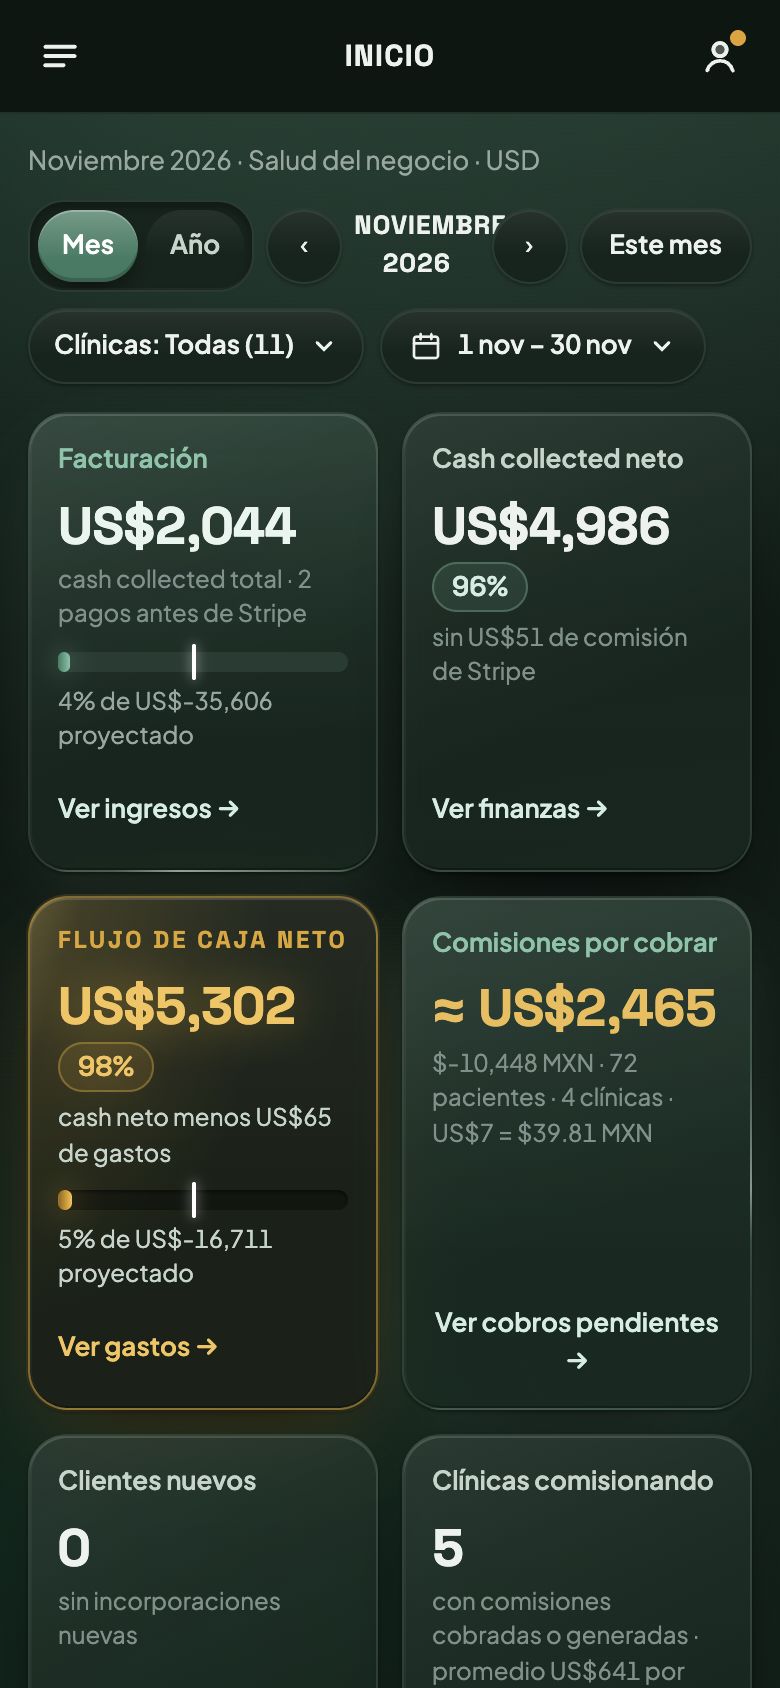 INICIO
Noviembre 2026 · Salud del negocio · USD
Mes
Año
‹
NOVIEMBRE
2026
›
Este mes
Clínicas: Todas (11)
1 nov – 30 nov
Facturación
US$2,044
cash collected total · 2
pagos antes de Stripe
4% de US$-35,606
proyectado
Ver ingresos →
Cash collected neto
US$4,986
96%
sin US$51 de comisión
de Stripe
Ver finanzas →
FLUJO DE CAJA NETO
US$5,302
98%
cash neto menos US$65
de gastos
5% de US$-16,711
proyectado
Ver gastos →
Comisiones por cobrar
≈ US$2,465
$-10,448 MXN · 72
pacientes · 4 clínicas ·
US$7 = $39.81 MXN
Ver cobros pendientes
→
Clientes nuevos
0
sin incorporaciones
nuevas
Clínicas comisionando
5
con comisiones
cobradas o generadas ·
promedio US$641 por